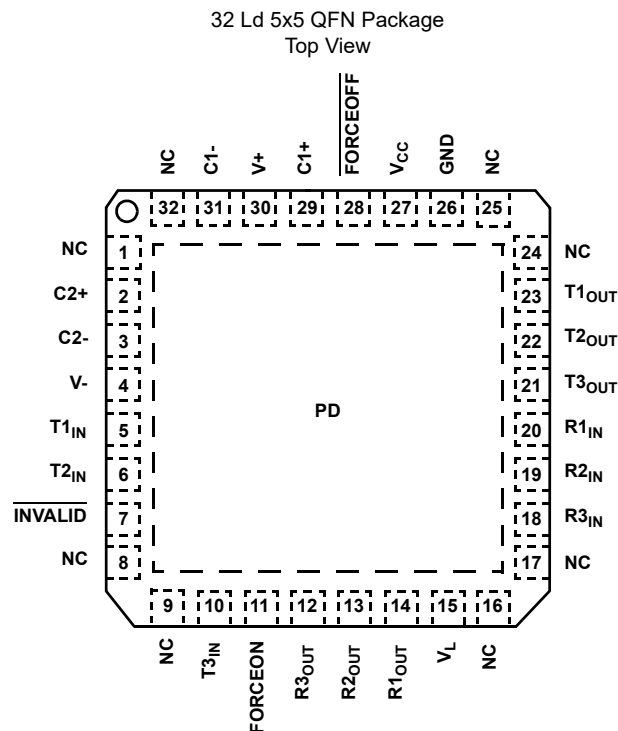 32 Ld 5x5 QFN Package
Top View
NC
C1-
V+
C1+
FORCEOFF
VCC
GND
NC
32
31
30
29
28
27
26
25
NC 1
C2+ 2
C2- 3
V- 4
T1IN 5
T2IN 6
INVALID 7
NC 8
PD
24 NC
23 T1OUT
22 T2OUT
21 T3OUT
20 R1IN
19 R2IN
18 R3IN
17 NC
9
10
11
12
13
14
15
16
NC
T3IN
FORCEON
R3OUT
R2OUT
R1OUT
VL
NC